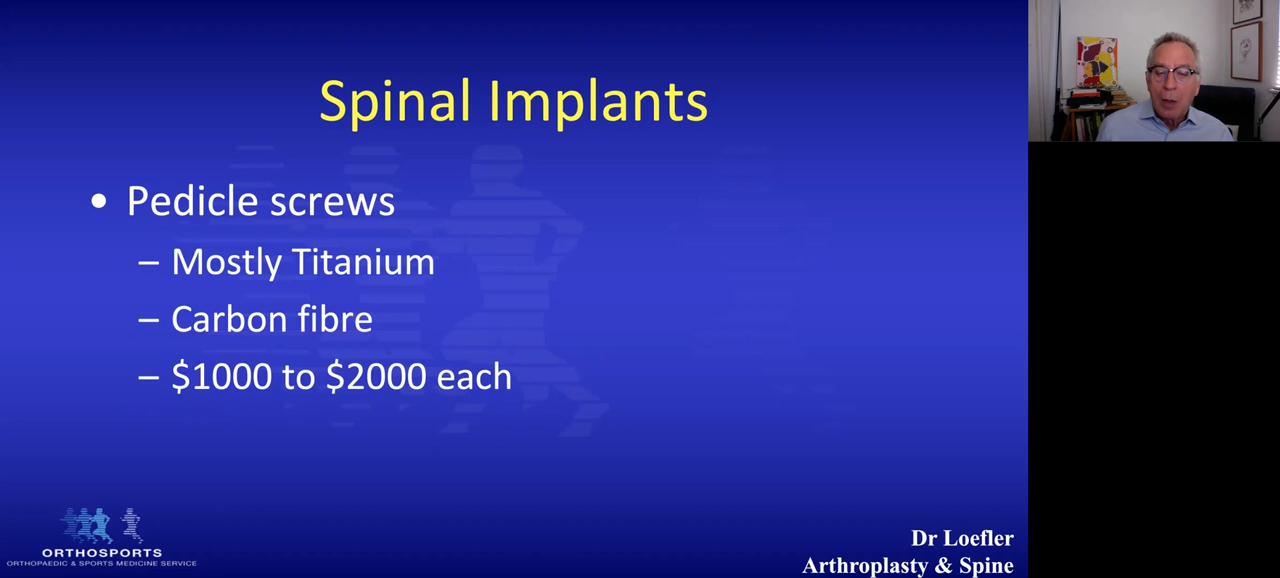 Spinal Implants
• Pedicle screws
– Mostly Titanium
– Carbon fibre
– $1000 to $2000 each
ORTHOSPORTS
ORTHOPAEDIC & SPORTS MEDICINE SERVICE
Dr Loefler
Arthroplasty & Spine